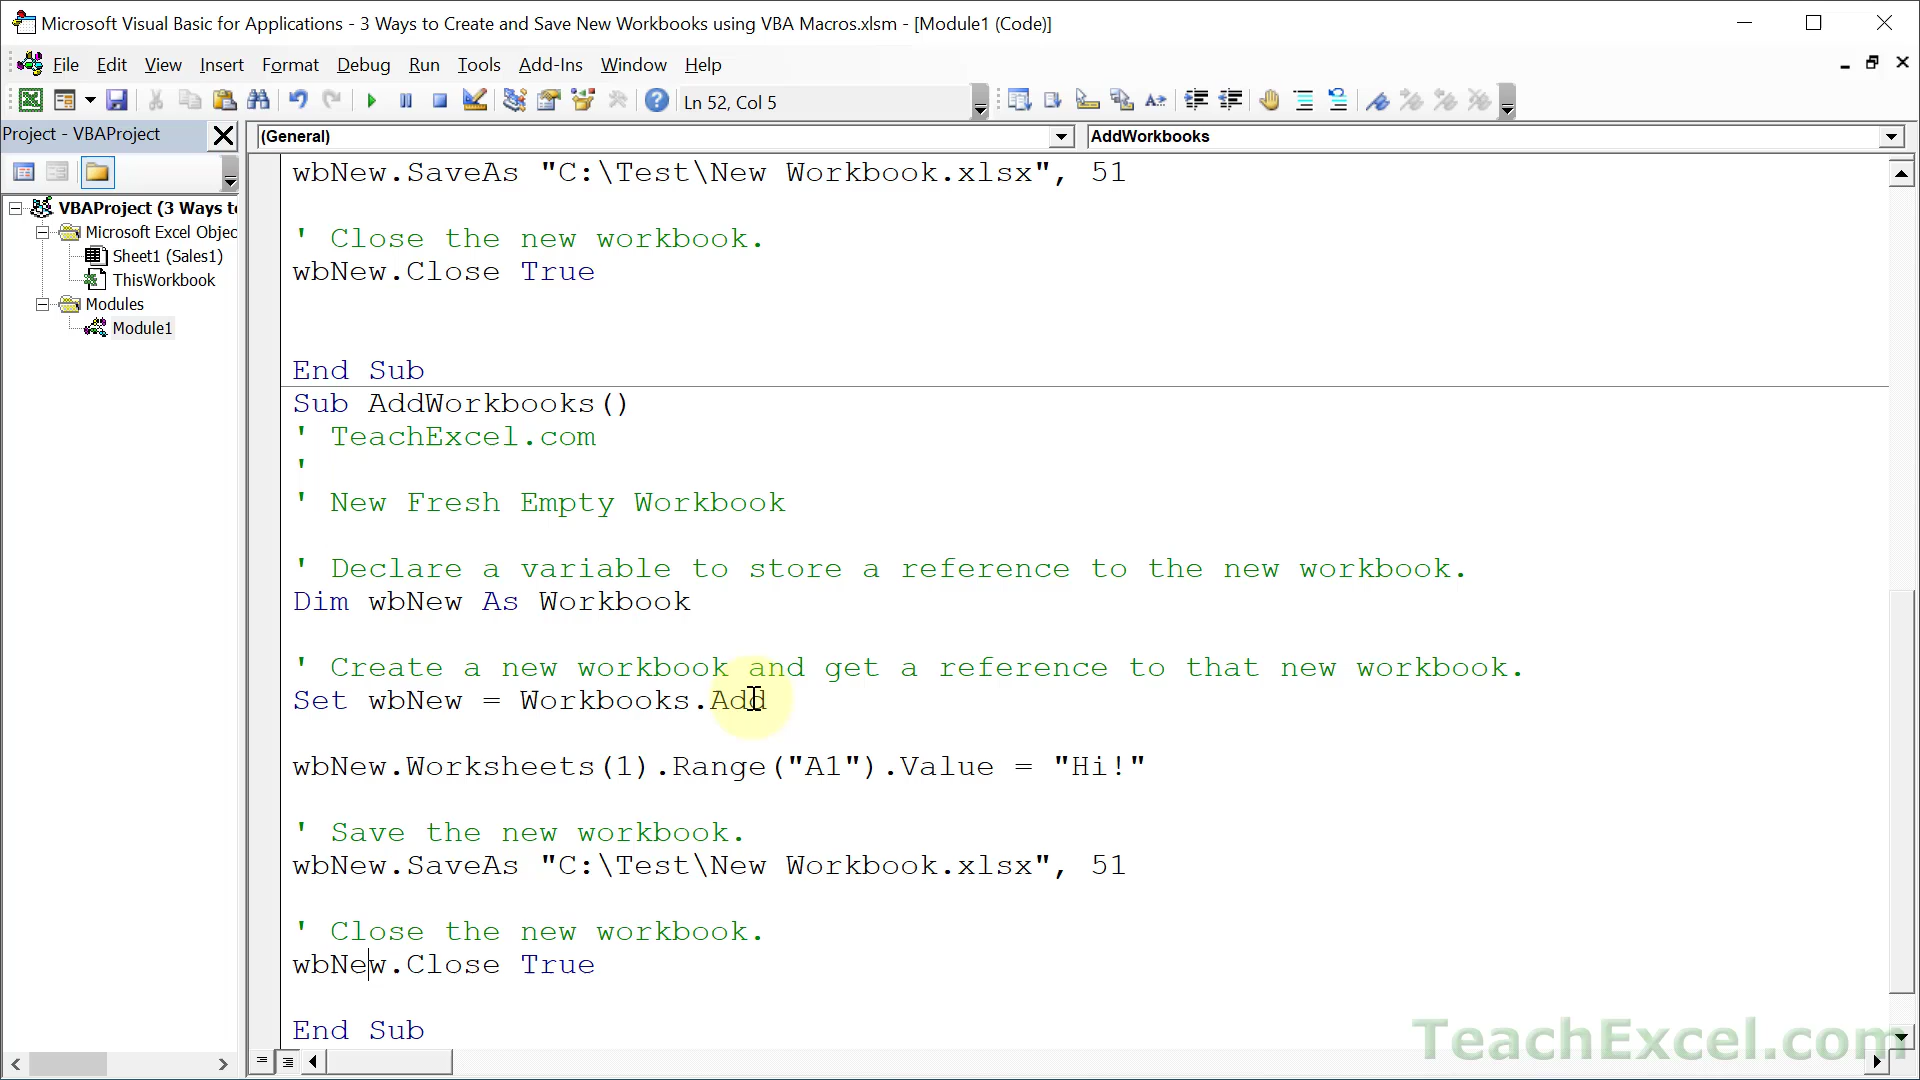 Microsoft Visual Basic for Applications - 3 Ways to Create and Save New Workbooks using VBA Macros.xlsm - [Module1 (Code)]
File Edit View Insert Format Debug Run Tools Add-Ins Window Help
Ln 52, Col 5
Project - VBAProject
(General)
AddWorkbooks
VBAProject (3 Ways to
Microsoft Excel Objec
Sheet1 (Sales1)
ThisWorkbook
Modules
Module1
wbNew.SaveAs "C:\Test\New Workbook.xlsx", 51
' Close the new workbook.
wbNew.Close True
End Sub
Sub AddWorkbooks()
' TeachExcel.com
'
' New Fresh Empty Workbook
' Declare a variable to store a reference to the new workbook.
Dim wbNew As Workbook
' Create a new workbook and get a reference to that new workbook.
Set wbNew = Workbooks.Add
wbNew.Worksheets(1).Range("A1").Value = "Hi!"
' Save the new workbook.
wbNew.SaveAs "C:\Test\New Workbook.xlsx", 51
' Close the new workbook.
wbNew.Close True
End Sub
TeachExcel.com